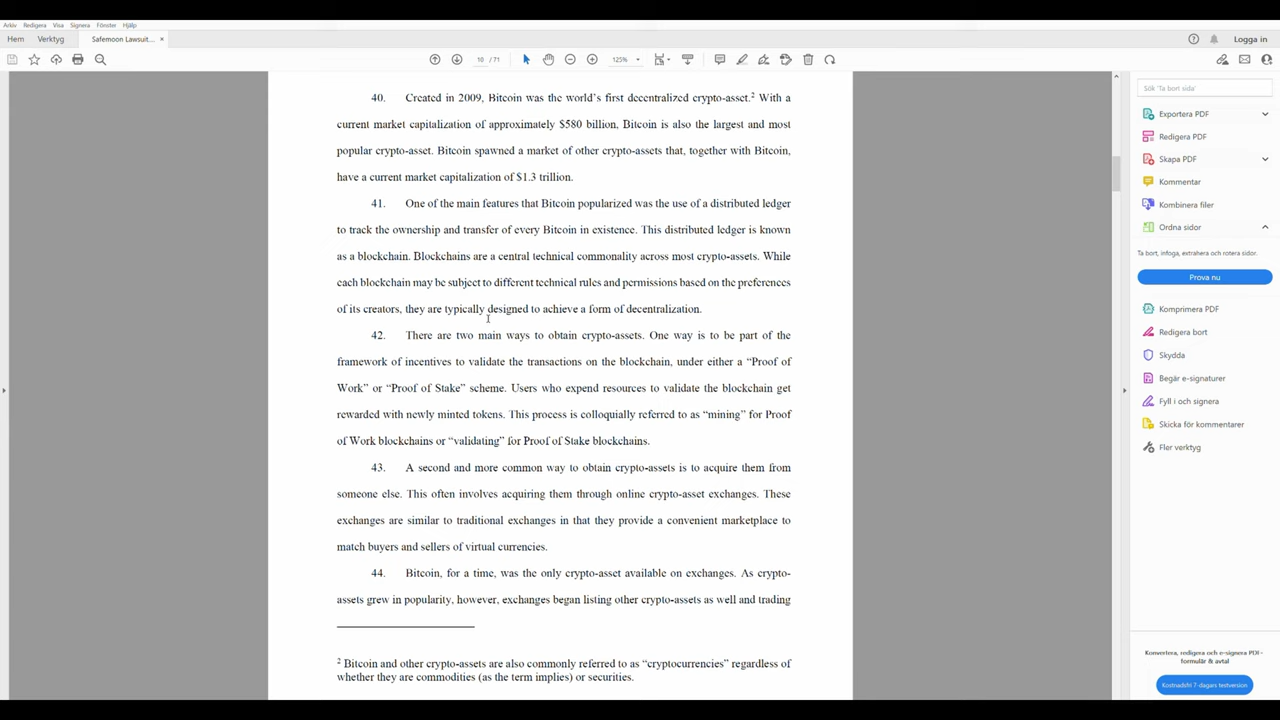 Arkiv Redigera Visa Signera Fönster Hjälp
Hem Verktyg Safemoon Lawsuit... × Logga in
10 / 71 125%
40. Created in 2009, Bitcoin was the world’s first decentralized crypto-asset.2 With a
current market capitalization of approximately $580 billion, Bitcoin is also the largest and most
popular crypto-asset. Bitcoin spawned a market of other crypto-assets that, together with Bitcoin,
have a current market capitalization of $1.3 trillion.
41. One of the main features that Bitcoin popularized was the use of a distributed ledger
to track the ownership and transfer of every Bitcoin in existence. This distributed ledger is known
as a blockchain. Blockchains are a central technical commonality across most crypto-assets. While
each blockchain may be subject to different technical rules and permissions based on the preferences
of its creators, they are typically designed to achieve a form of decentralization.
42. There are two main ways to obtain crypto-assets. One way is to be part of the
framework of incentives to validate the transactions on the blockchain, under either a “Proof of
Work” or “Proof of Stake” scheme. Users who expend resources to validate the blockchain get
rewarded with newly minted tokens. This process is colloquially referred to as “mining” for Proof
of Work blockchains or “validating” for Proof of Stake blockchains.
43. A second and more common way to obtain crypto-assets is to acquire them from
someone else. This often involves acquiring them through online crypto-asset exchanges. These
exchanges are similar to traditional exchanges in that they provide a convenient marketplace to
match buyers and sellers of virtual currencies.
44. Bitcoin, for a time, was the only crypto-asset available on exchanges. As crypto-
assets grew in popularity, however, exchanges began listing other crypto-assets as well and trading
2 Bitcoin and other crypto-assets are also commonly referred to as “cryptocurrencies” regardless of
whether they are commodities (as the term implies) or securities.
Sök 'Ta bort sida'
Exportera PDF
Redigera PDF
Skapa PDF
Kommentar
Kombinera filer
Ordna sidor
Ta bort, infoga, extrahera och rotera sidor.
Prova nu
Komprimera PDF
Redigera bort
Skydda
Begär e-signaturer
Fyll i och signera
Skicka för kommentarer
Fler verktyg
Konvertera, redigera och e-signera PDF-
formulär & avtal
Kostnadsfri 7-dagars testversion